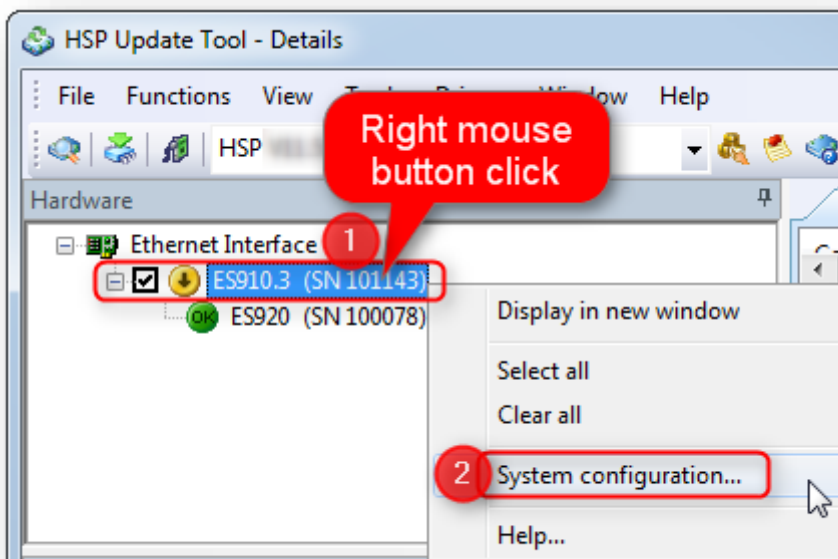 HSP Update Tool - Details
File Functions View Help
HSP
Right mouse
button click
Hardware
1
Ethernet Interface
ES910.3 (SN 101143)
OK ES920 (SN 100078)
Display in new window
Select all
Clear all
2 System configuration...
Help...